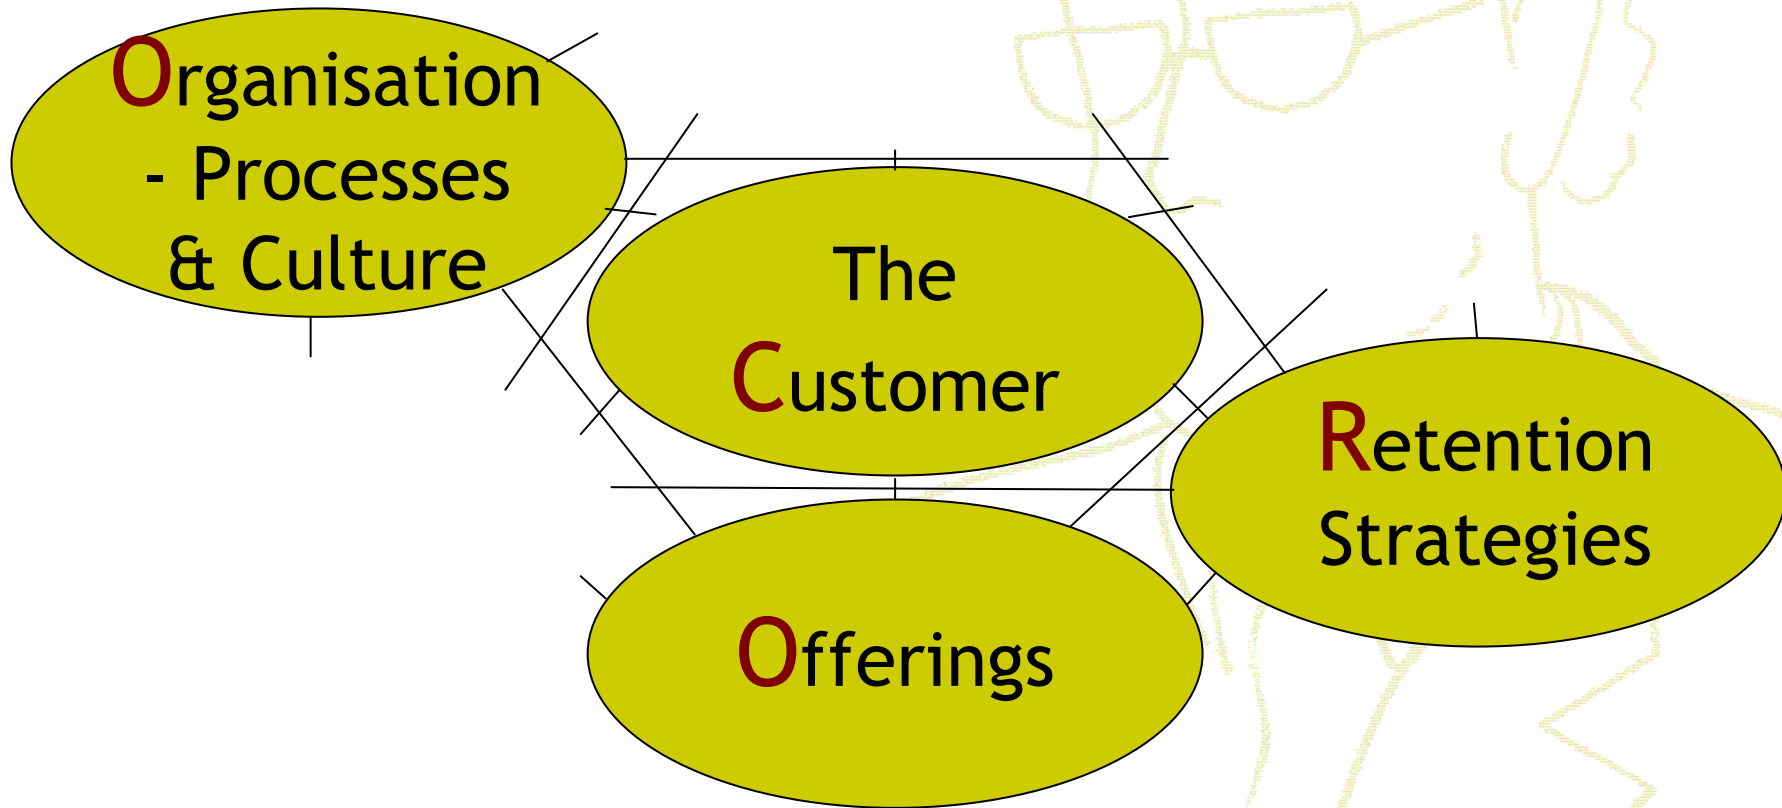 Organisation
- Processes
& Culture
The
Customer
Retention
Strategies
Offerings